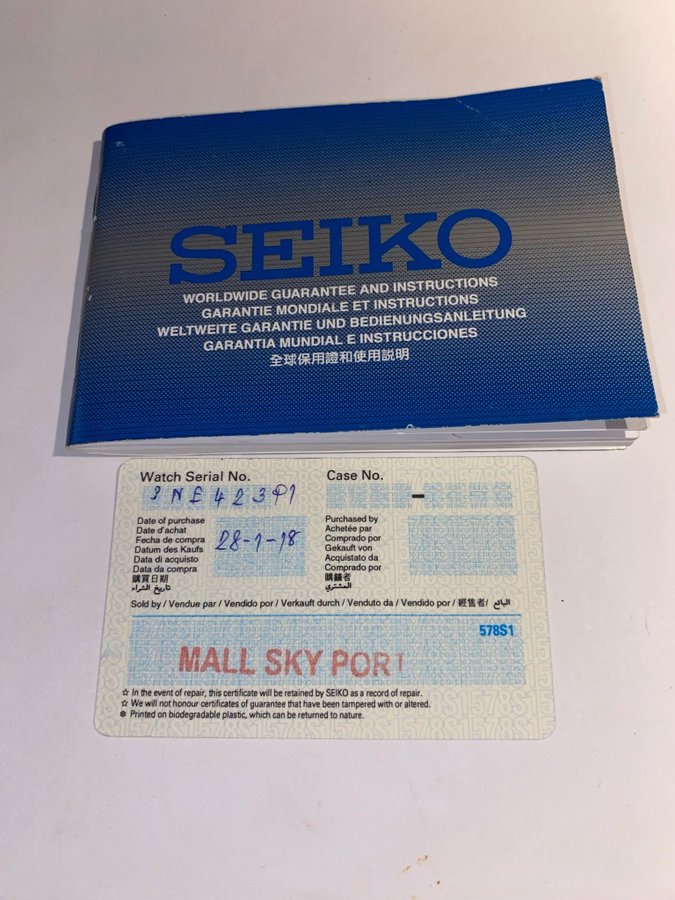 SEIKO
WORLDWIDE GUARANTEE AND INSTRUCTIONS
GARANTIE MONDIALE ET INSTRUCTIONS
WELTWEITE GARANTIE UND BEDIENUNGSANLEITUNG
GARANTIA MUNDIAL E INSTRUCCIONES
全球保用證和使用説明
Watch Serial No.
SNE423P1
Case No.
-
Date of purchase
Date d'achat
Fecha de compra
Datum des Kaufs
Data di acquisto
Data da compra
購買日期
تاريخ الشراء
28-1-18
Purchased by
Achetée par
Comprado por
Gekauft von
Acquistato da
Comprado por
購錶者
المشتري
Sold by / Vendue par / Vendido por / Verkauft durch / Venduto da / Vendido por / 經售者 / البائع
578S1
MALL SKY PORT
☆ In the event of repair, this certificate will be retained by SEIKO as a record of repair.
☆ We will not honour certificates of guarantee that have been tampered with or altered.
❄ Printed on biodegradable plastic, which can be returned to nature.